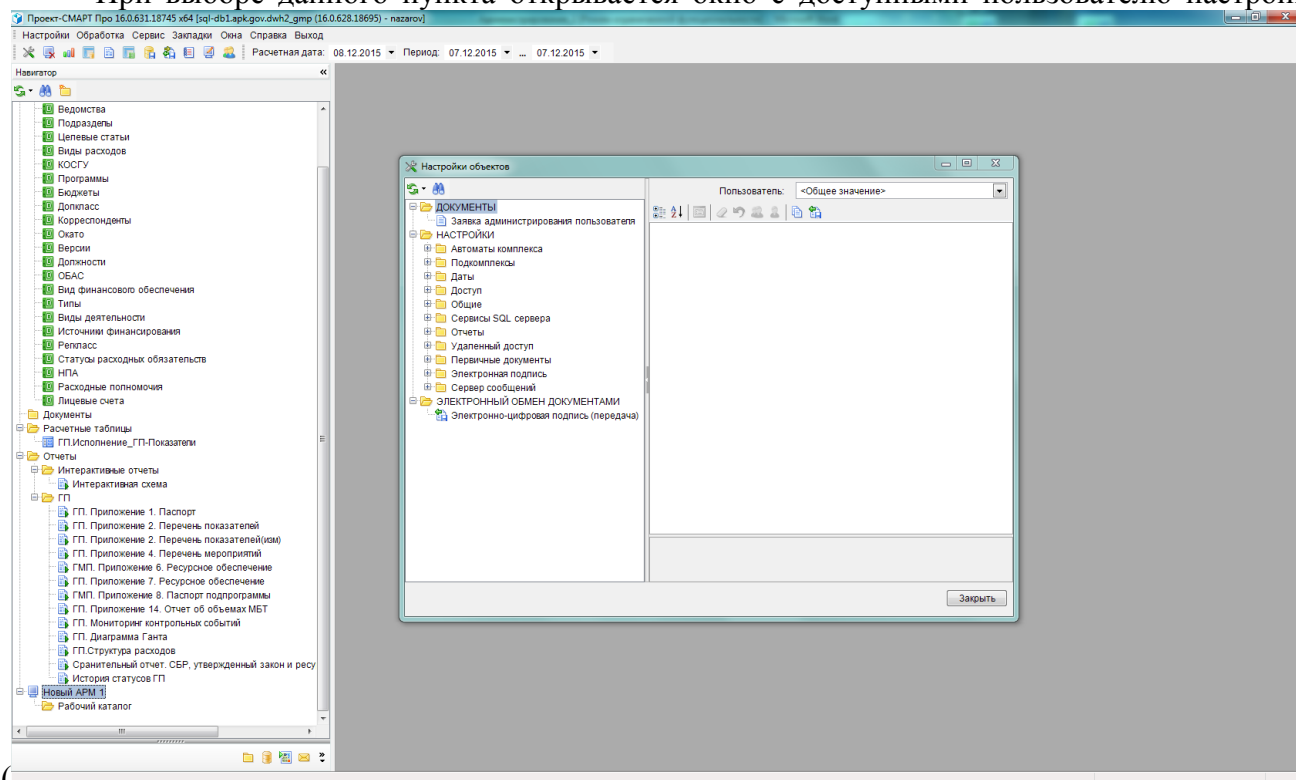 При выборе данного пункта открывается окно с доступными пользователю настрой
Проект-СМАРТ Про 16.0.631.18745 x64 [sql-db1.apk.gov.dwh2_gmp (16.0.628.18695) - nazarov]
Настройки Обработка Сервис Закладки Окна Справка Выход
Расчетная дата: 08.12.2015 Период: 07.12.2015 ... 07.12.2015
Навигатор
Ведомства
Подразделы
Целевые статьи
Виды расходов
КОСГУ
Программы
Бюджеты
Допкласс
Корреспонденты
Окато
Версии
Должности
ОБАС
Вид финансового обеспечения
Типы
Виды деятельности
Источники финансирования
Регкласс
Статусы расходных обязательств
НПА
Расходные полномочия
Лицевые счета
Документы
Расчетные таблицы
ГП.Исполнение_ГП-Показатели
Отчеты
Интерактивные отчеты
Интерактивная схема
ГП
ГП. Приложение 1. Паспорт
ГП. Приложение 2. Перечень показателей
ГП. Приложение 2. Перечень показателей(изм)
ГП. Приложение 4. Перечень мероприятий
ГМП. Приложение 6. Ресурсное обеспечение
ГП. Приложение 7. Ресурсное обеспечение
ГМП. Приложение 8. Паспорт подпрограммы
ГП. Приложение 14. Отчет об объемах МБТ
ГП. Мониторинг контрольных событий
ГП. Диаграмма Ганта
ГП.Структура расходов
Сранительный отчет. СБР, утвержденный закон и ресу
История статусов ГП
Новый АРМ 1
Рабочий каталог
Настройки объектов
Пользователь: <Общее значение>
ДОКУМЕНТЫ
Заявка администрирования пользователя
НАСТРОЙКИ
Автоматы комплекса
Подкомплексы
Даты
Доступ
Общие
Сервисы SQL сервера
Отчеты
Удаленный доступ
Первичные документы
Электронная подпись
Сервер сообщений
ЭЛЕКТРОННЫЙ ОБМЕН ДОКУМЕНТАМИ
Электронно-цифровая подпись (передача)
Закрыть
(